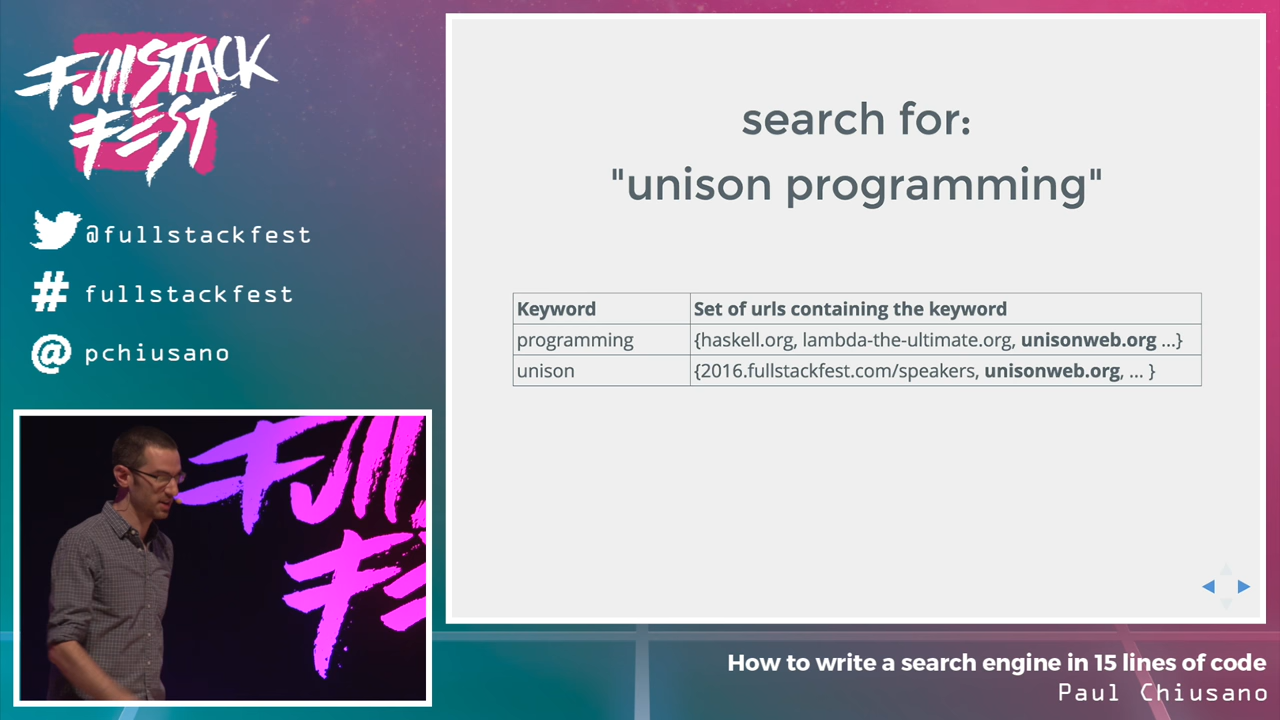 FullSTACK
FEST
@fullstackfest
# fullstackfest
@ pchiusano
search for:
"unison programming"
Keyword Set of urls containing the keyword
programming {haskell.org, lambda-the-ultimate.org, unisonweb.org ...}
unison {2016.fullstackfest.com/speakers, unisonweb.org, ... }
Full
FE
How to write a search engine in 15 lines of code
Paul Chiusano